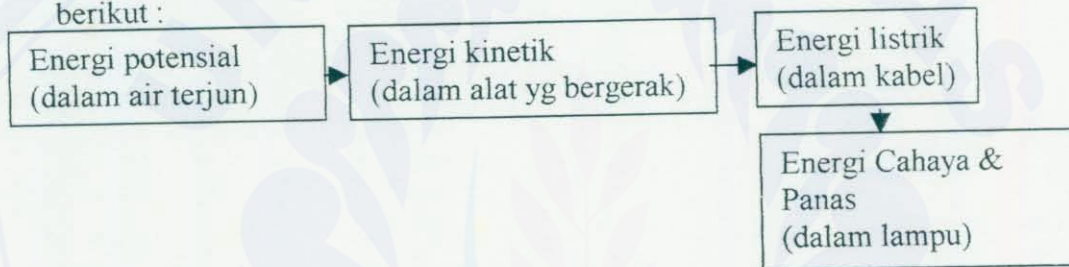 berikut :
Energi potensial
(dalam air terjun)
Energi kinetik
(dalam alat yg bergerak)
Energi listrik
(dalam kabel)
Energi Cahaya &
Panas
(dalam lampu)